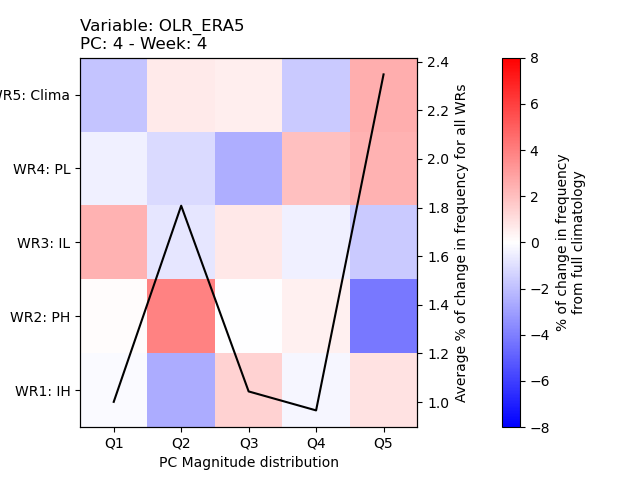 Variable: OLR_ERA5
PC: 4 - Week: 4
WR5: Clima
WR4: PL
WR3: IL
WR2: PH
WR1: IH
Q1 Q2 Q3 Q4 Q5
PC Magnitude distribution
2.4
2.2
2.0
1.8
1.6
1.4
1.2
1.0
Average % of change in frequency for all WRs
8
6
4
2
0
−2
−4
−6
−8
% of change in frequency
from full climatology